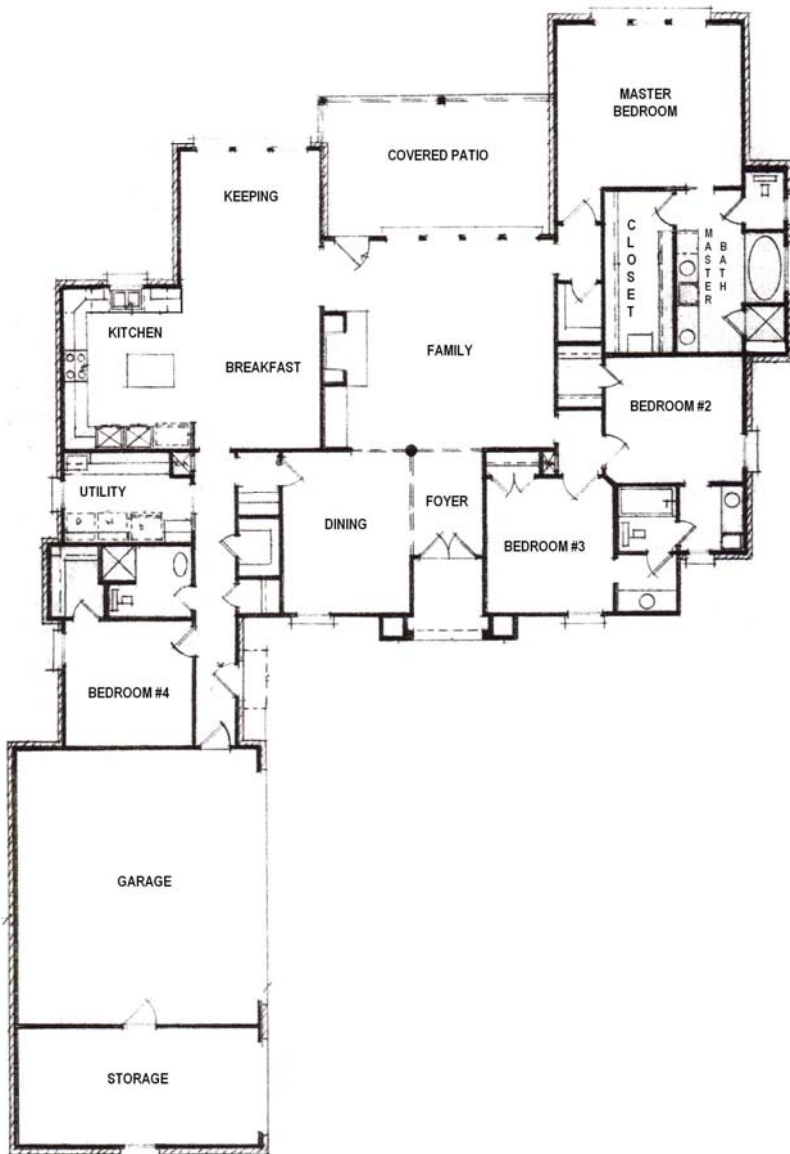 MASTER
BEDROOM
COVERED PATIO
KEEPING
CLOSET
MASTER
BATH
KITCHEN
FAMILY
BREAKFAST
BEDROOM #2
UTILITY
DINING
FOYER
BEDROOM #3
BEDROOM #4
GARAGE
STORAGE